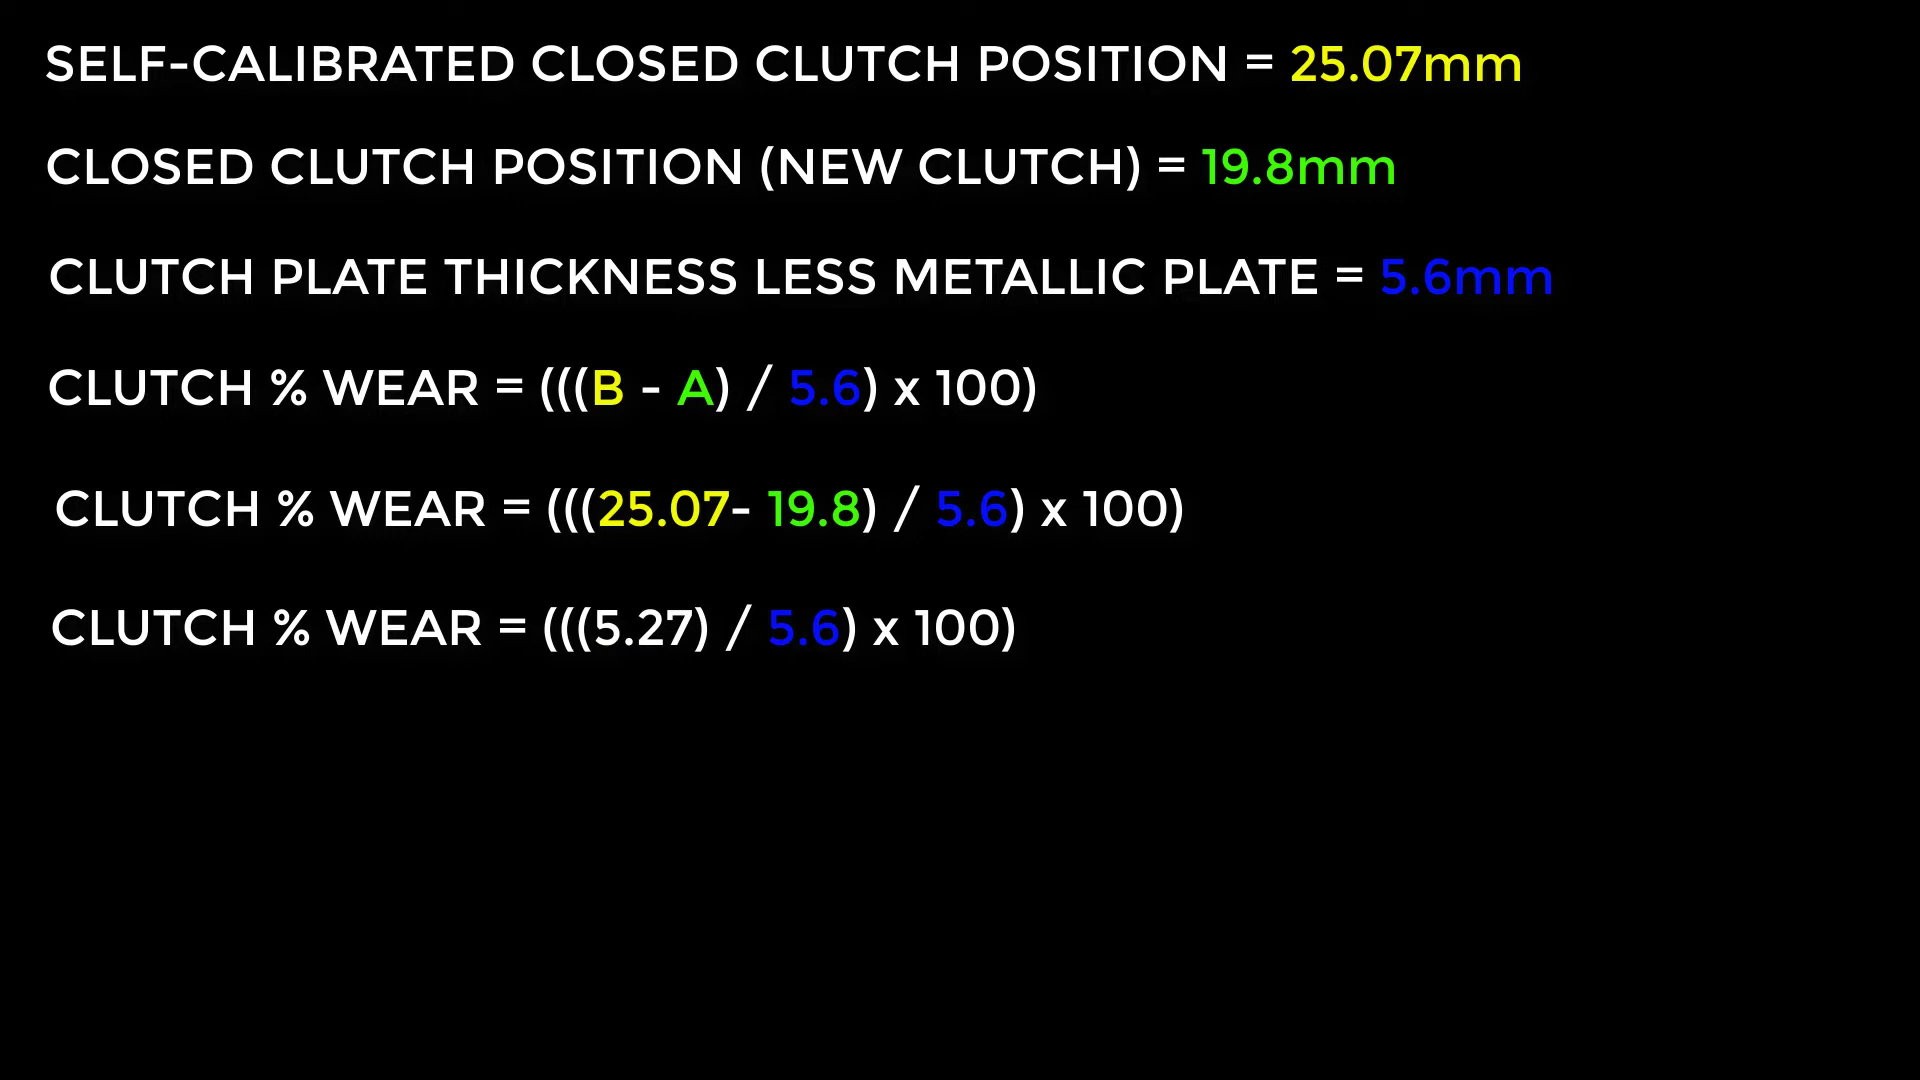 SELF-CALIBRATED CLOSED CLUTCH POSITION = 25.07mm
CLOSED CLUTCH POSITION (NEW CLUTCH) = 19.8mm
CLUTCH PLATE THICKNESS LESS METALLIC PLATE = 5.6mm
CLUTCH % WEAR = (((B - A) / 5.6) x 100)
CLUTCH % WEAR = (((25.07- 19.8) / 5.6) x 100)
CLUTCH % WEAR = (((5.27) / 5.6) x 100)